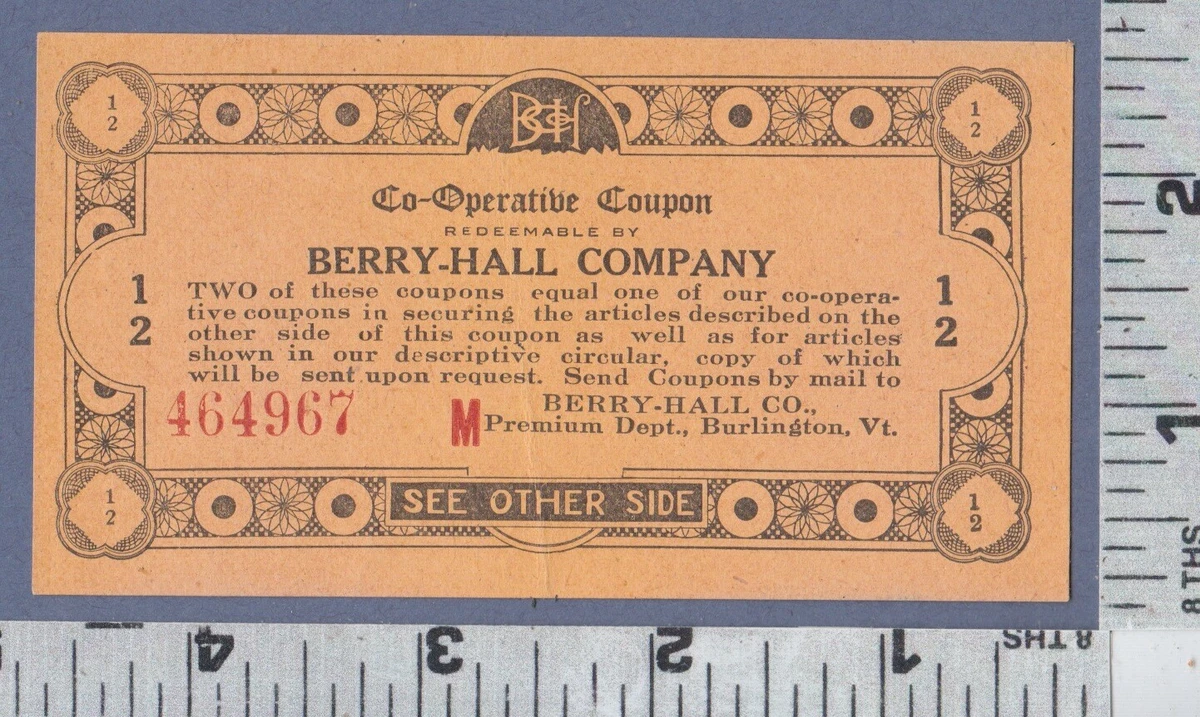 1
2
BCoH
1
2
Co-Operative Coupon
REDEEMABLE BY
BERRY-HALL COMPANY
1
2
TWO of these coupons equal one of our co-opera-
tive coupons in securing the articles described on the
other side of this coupon as well as for articles
shown in our descriptive circular, copy of which
will be sent upon request. Send Coupons by mail to
1
2
464967
M
BERRY-HALL CO.,
Premium Dept., Burlington, Vt.
1
2
SEE OTHER SIDE
1
2
2
1
8THS
4
3
2
1
8THS